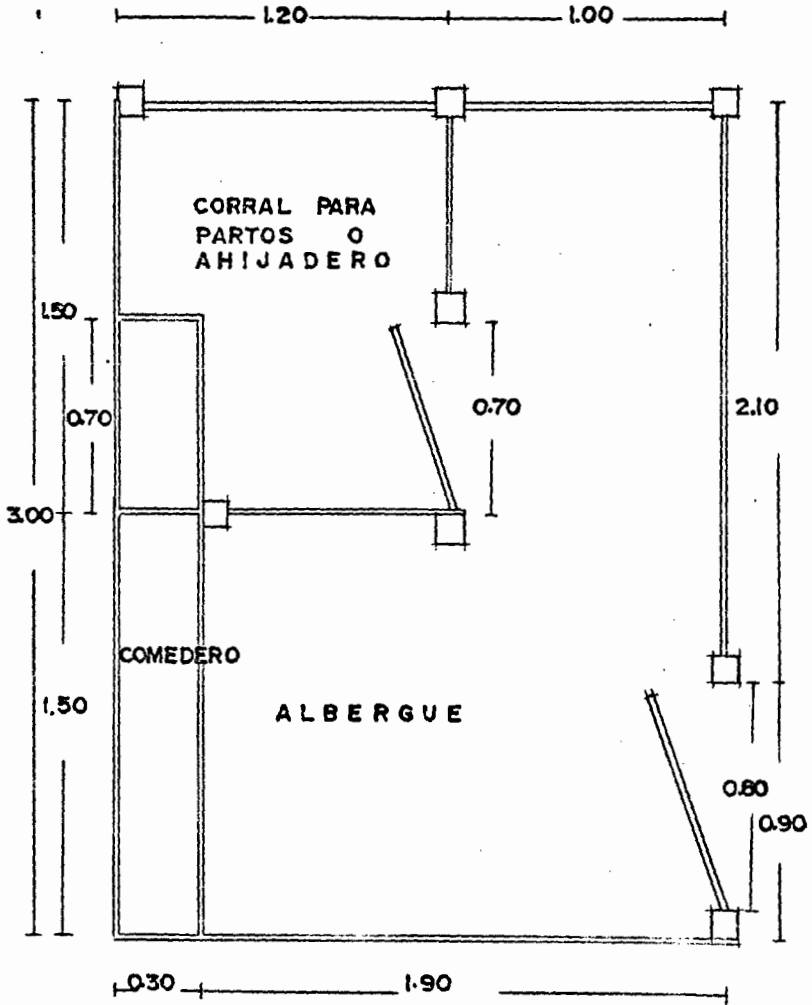 1.20
1.00
CORRAL PARA
PARTOS O
AHIJADERO
1.50
0.70
0.70
2.10
3.00
COMEDERO
1.50
ALBERGUE
0.80
0.90
0.30
1.90